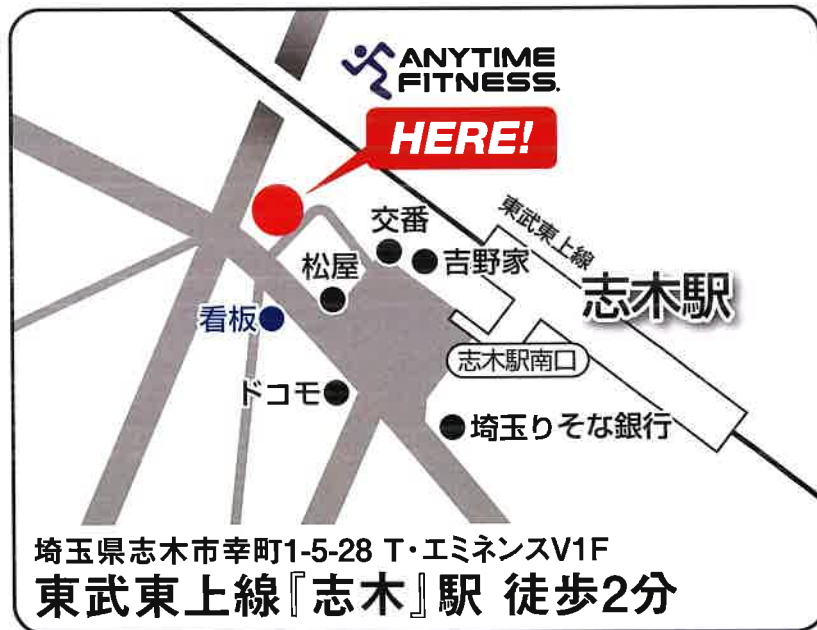 ANYTIME
FITNESS.
HERE!
東武東上線
交番
吉野家
松屋
志木駅
看板
志木駅南口
ドコモ
埼玉りそな銀行
埼玉県志木市幸町1-5-28 T・エミネンスV1F
東武東上線『志木』駅 徒歩2分